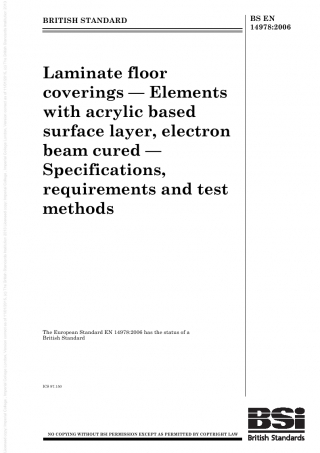 BRITISH STANDARD
BS EN
14978:2006
Laminate floor
coverings — Elements
with acrylic based
surface layer, electron
beam cured —
Specifications,
requirements and test
methods
The European Standard EN 14978:2006 has the status of a
British Standard
ICS 97.150
NO COPYING WITHOUT BSI PERMISSION EXCEPT AS PERMITTED BY COPYRIGHT LAW
BSi
British Standards